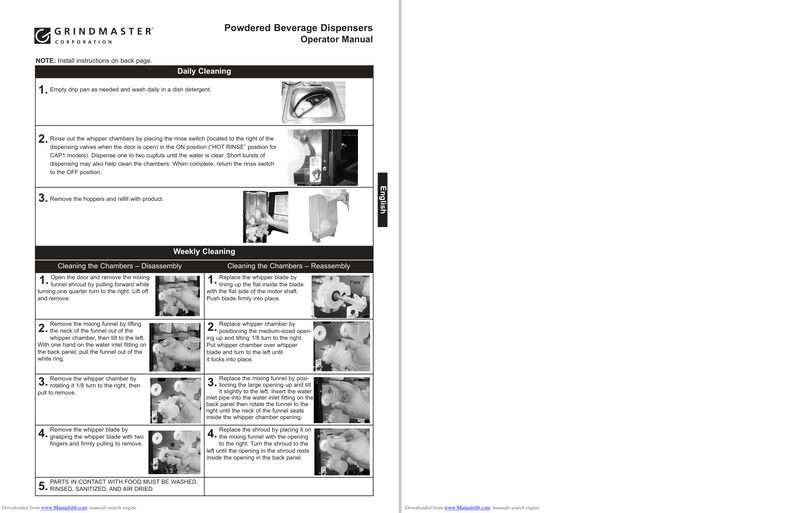 GRINDMASTER™
CORPORATION
Powdered Beverage Dispensers
Operator Manual
NOTE: Install instructions on back page.
Daily Cleaning
1. Empty drip pan as needed and wash daily in a dish detergent.
2. Rinse out the whipper chambers by placing the rinse switch (located to the right of the
dispensing valves when the door is open) in the ON position ("HOT RINSE" position for
CAP1 models). Dispense one to two cupfuls until the water is clear. Short bursts of
dispensing may also help clean the chambers. When complete, return the rinse switch
to the OFF position.
3. Remove the hoppers and refill with product.
English
Weekly Cleaning
Cleaning the Chambers – Disassembly
1. Open the door and remove the mixing
funnel shroud by pulling forward while
turning one quarter turn to the right. Lift off
and remove.
2. Remove the mixing funnel by lifting
the neck of the funnel out of the
whipper chamber, then tilt to the left.
With one hand on the water inlet fitting on
the back panel, pull the funnel out of the
white ring.
3. Remove the whipper chamber by
rotating it 1/8 turn to the right, then
pull to remove.
4. Remove the whipper blade by
grasping the whipper blade with two
fingers and firmly pulling to remove.
5. PARTS IN CONTACT WITH FOOD MUST BE WASHED,
RINSED, SANITIZED, AND AIR DRIED.
Cleaning the Chambers – Reassembly
1. Replace the whipper blade by
lining up the flat inside the blade
with the flat side of the motor shaft.
Push blade firmly into place.
Flats
2. Replace whipper chamber by
positioning the medium-sized open-
ing up and tilting 1/8 turn to the right.
Put whipper chamber over whipper
blade and turn to the left until
it locks into place.
3. Replace the mixing funnel by posi-
tioning the large opening up and tilt
it slightly to the left. Insert the water
inlet pipe into the water inlet fitting on the
back panel then rotate the funnel to the
right until the neck of the funnel seats
inside the whipper chamber opening.
4. Replace the shroud by placing it on
the mixing funnel with the opening
to the right. Turn the shroud to the
left until the opening in the shroud rests
inside the opening in the back panel.
Downloaded from www.Manualslib.com manuals search engine
Downloaded from www.Manualslib.com manuals search engine